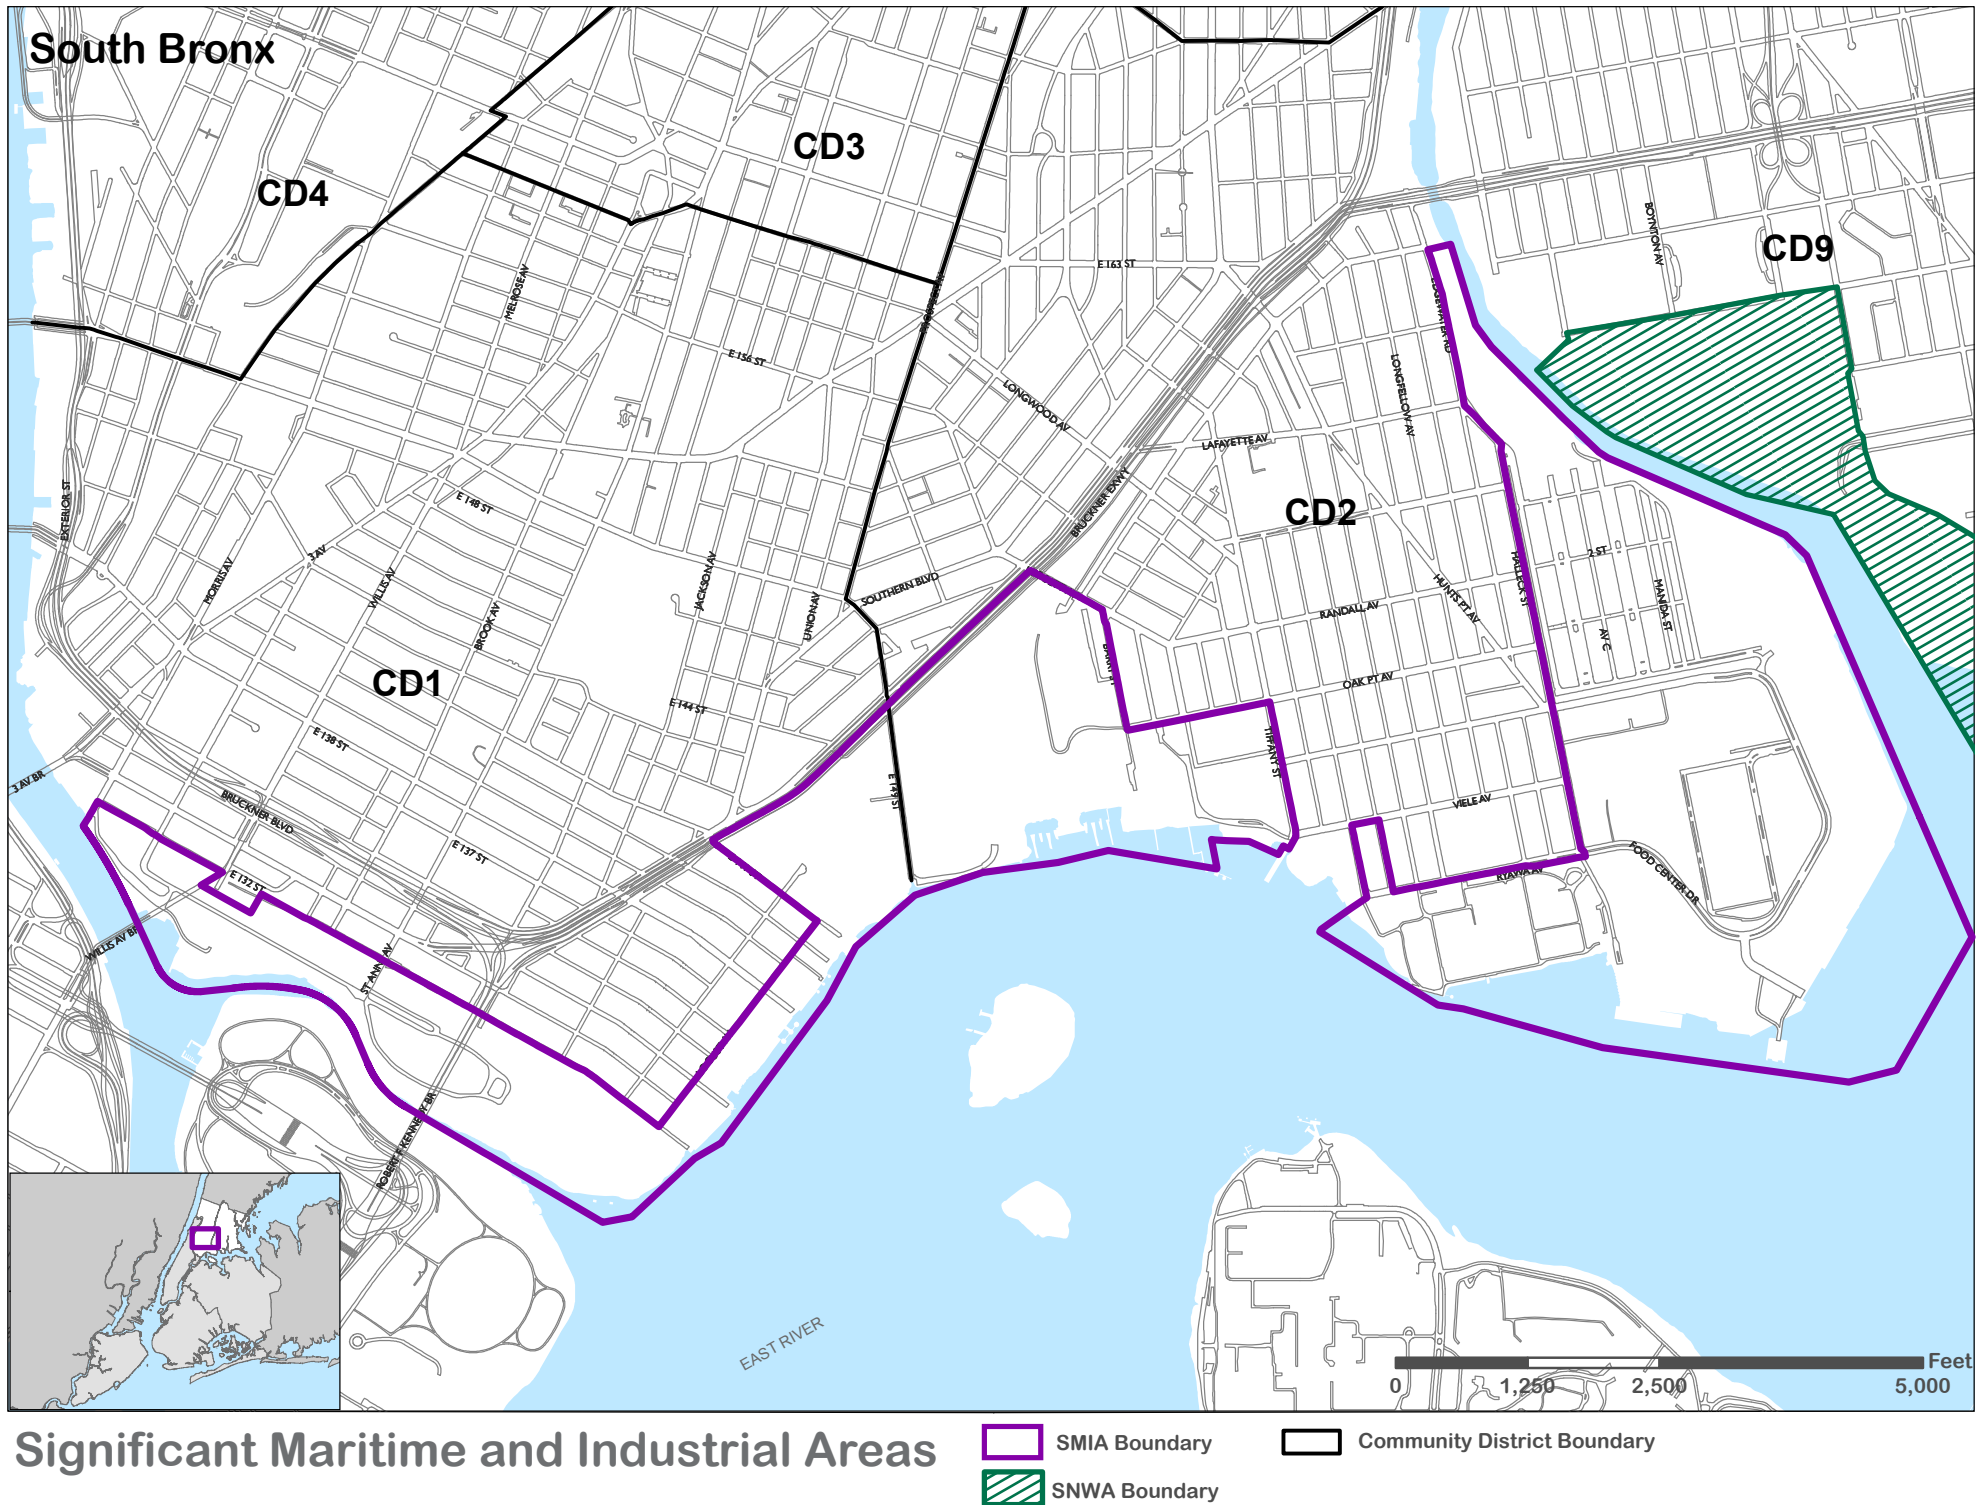 South Bronx
CD3
CD4
CD9
BOYNTON AV
E 163 ST
MELROSE AV
EDGEWATER RD
E 156 ST
LONGWOOD AV
LONGFELLOW AV
LAFAYETTE AV
BRUCKNER EXWY
CD2
E 148 ST
EXTERIOR ST
3 AV
MORRIS AV
WILLIS AV
BROOK AV
JACKSON AV
UNION AV
SOUTHERN BLVD
2 ST
HALLECK ST
MANIDA ST
HUNTS PT AV
RANDALL AV
AV C
CD1
OAK PT AV
E 144 ST
E 138 ST
TIFFANY ST
3 AV BR
BRUCKNER BLVD
E 149 ST
VIELE AV
E 137 ST
E 132 ST
FOOD CENTER DR
RYAWA AV
WILLIS AV BR
ST ANNS AV
ROBERT F KENNEDY BR
EAST RIVER
Feet
0 1,250 2,500 5,000
Significant Maritime and Industrial Areas
SMIA Boundary
Community District Boundary
SNWA Boundary